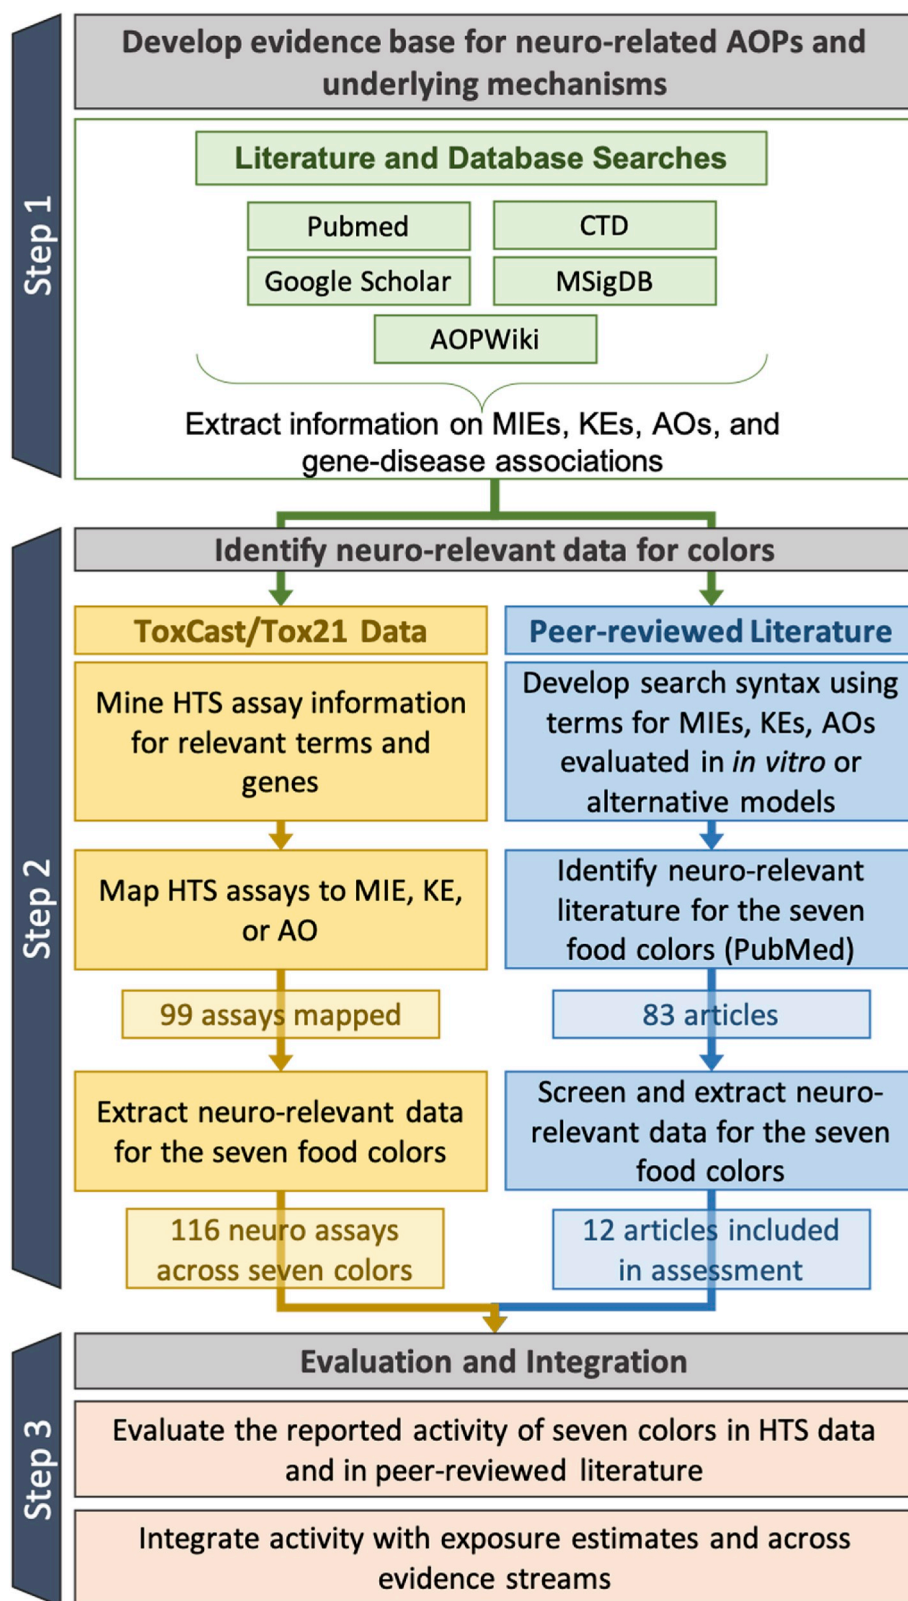 Step 1
Develop evidence base for neuro-related AOPs and
underlying mechanisms
Literature and Database Searches
Pubmed
CTD
Google Scholar
MSigDB
AOPWiki
Extract information on MIEs, KEs, AOs, and
gene-disease associations
Step 2
Identify neuro-relevant data for colors
ToxCast/Tox21 Data
Mine HTS assay information
for relevant terms and
genes
Map HTS assays to MIE, KE,
or AO
99 assays mapped
Extract neuro-relevant data
for the seven food colors
116 neuro assays
across seven colors
Peer-reviewed Literature
Develop search syntax using
terms for MIEs, KEs, AOs
evaluated in in vitro or
alternative models
Identify neuro-relevant
literature for the seven
food colors (PubMed)
83 articles
Screen and extract neuro-
relevant data for the seven
food colors
12 articles included
in assessment
Step 3
Evaluation and Integration
Evaluate the reported activity of seven colors in HTS data
and in peer-reviewed literature
Integrate activity with exposure estimates and across
evidence streams